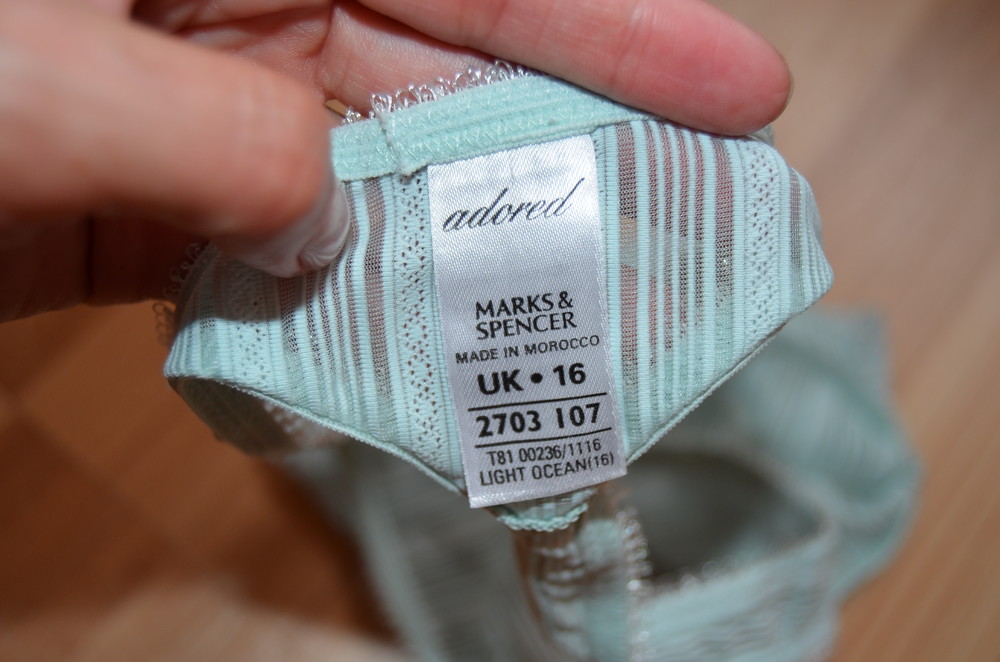 adored
MARKS &
SPENCER
MADE IN MOROCCO
UK • 16
2703 107
T81 00236/1116
LIGHT OCEAN(16)